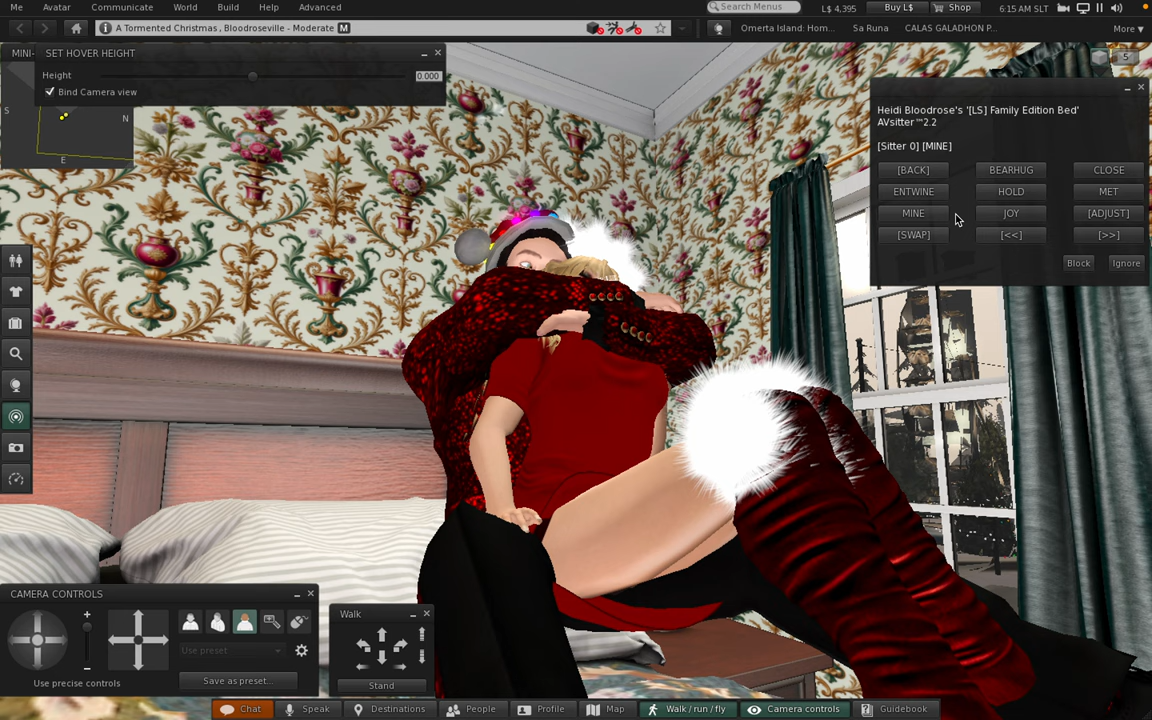 Me Avatar Communicate World Build Help Advanced
Search Menus
L$ 4,395
Buy L$
Shop
6:15 AM SLT
A Tormented Christmas , Bloodroseville - Moderate M
Omerta Island: Hom...
Sa Runa
CALAS GALADHON P...
More ▼
MINI-
SET HOVER HEIGHT
Height
0.000
Bind Camera view
S
N
E
5
Heidi Bloodrose's '[LS] Family Edition Bed'
AVsitter™2.2
[Sitter 0] [MINE]
[BACK] BEARHUG CLOSE
ENTWINE HOLD MET
MINE JOY [ADJUST]
[SWAP] [<<] [>>]
Block Ignore
CAMERA CONTROLS
Use preset
Use precise controls
Save as preset...
Walk
Stand
Chat Speak Destinations People Profile Map Walk / run / fly Camera controls Guidebook